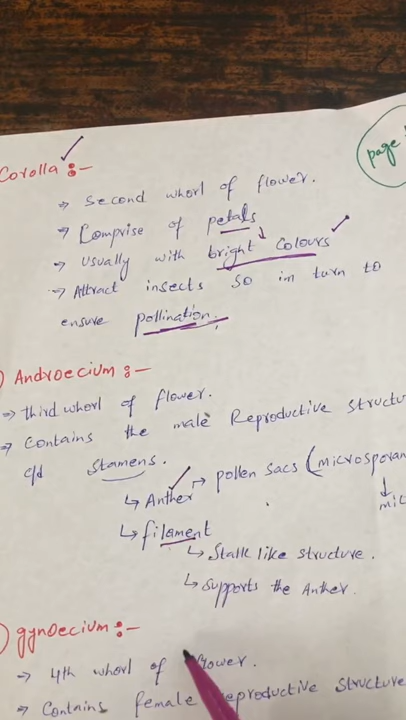 Corolla :-
⇒ Second whorl of flower.
⇒ Comprise of petals
⇒ Usually with bright colours
⇒ Attract insects so in turn to
ensure pollination.
page
Androecium :-
⇒ third whorl of flower.
⇒ Contains the male Reproductive Structu
c/d Stamens.
↳ Anther → pollen sacs (microsporan
mic
↳ filament
↳ Stalk like structure.
↳ Supports the Anther.
gynoecium :-
→ 4th whorl of flower.
→ Contains female reproductive structure